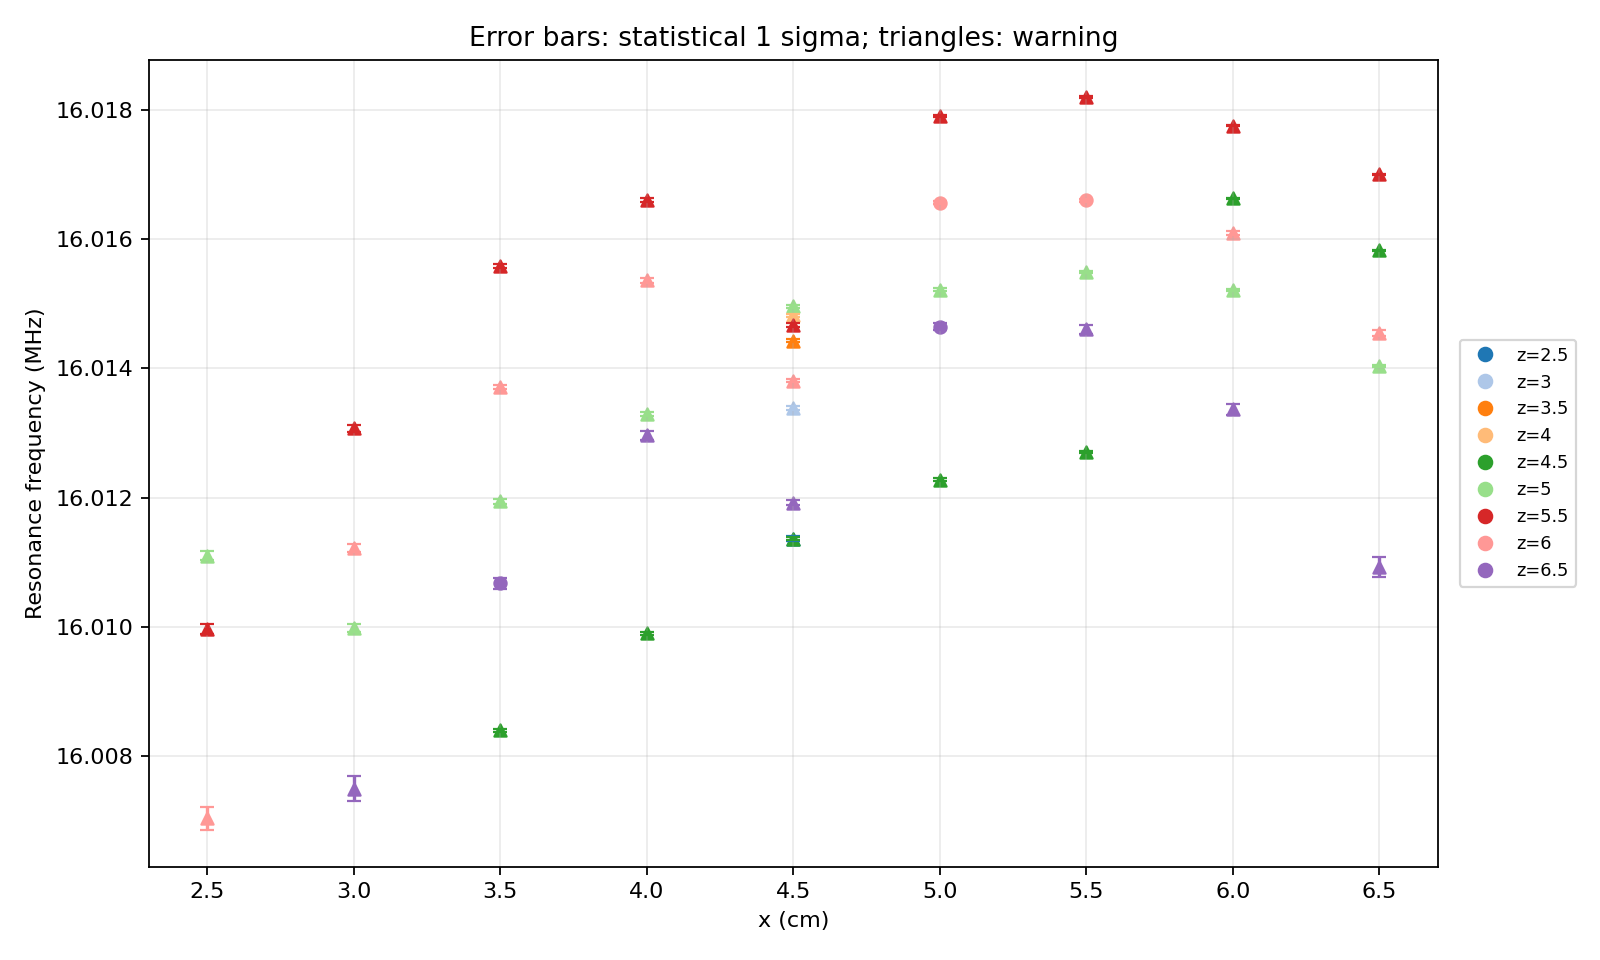 Error bars: statistical 1 sigma; triangles: warning
Resonance frequency (MHz)
16.018
16.016
16.014
16.012
16.010
16.008
2.5 3.0 3.5 4.0 4.5 5.0 5.5 6.0 6.5
x (cm)
z=2.5
z=3
z=3.5
z=4
z=4.5
z=5
z=5.5
z=6
z=6.5